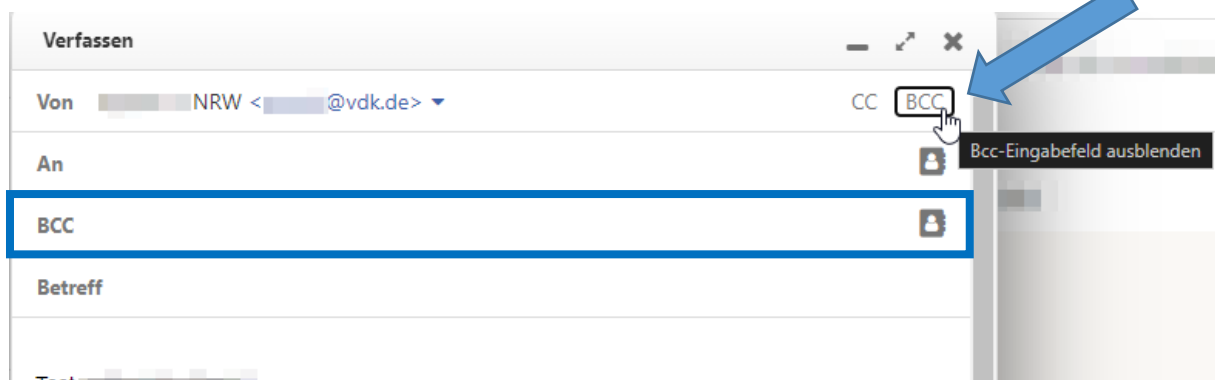 Verfassen
Von NRW < @vdk.de>
CC BCC
Bcc-Eingabefeld ausblenden
An
BCC
Betreff